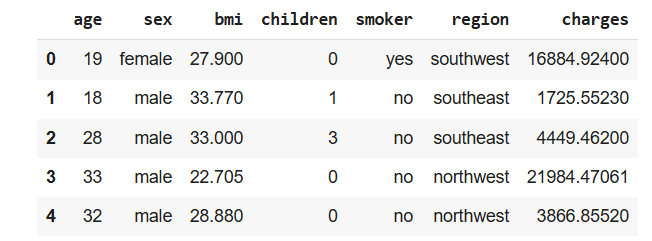 age sex bmi children smoker region charges
0 19 female 27.900 0 yes southwest 16884.92400
1 18 male 33.770 1 no southeast 1725.55230
2 28 male 33.000 3 no southeast 4449.46200
3 33 male 22.705 0 no northwest 21984.47061
4 32 male 28.880 0 no northwest 3866.85520